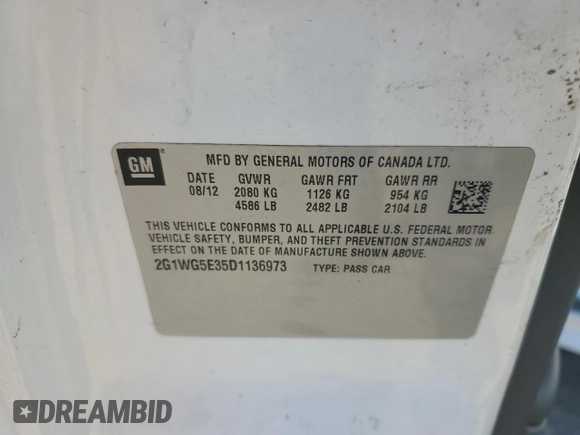 GM
®
MFD BY GENERAL MOTORS OF CANADA LTD.
DATE GVWR GAWR FRT GAWR RR
08/12 2080 KG 1126 KG 954 KG
4586 LB 2482 LB 2104 LB
THIS VEHICLE CONFORMS TO ALL APPLICABLE U.S. FEDERAL MOTOR
VEHICLE SAFETY, BUMPER, AND THEFT PREVENTION STANDARDS IN
EFFECT ON THE DATE OF MANUFACTURE SHOWN ABOVE.
2G1WG5E35D1136973 TYPE: PASS CAR
DREAMBID